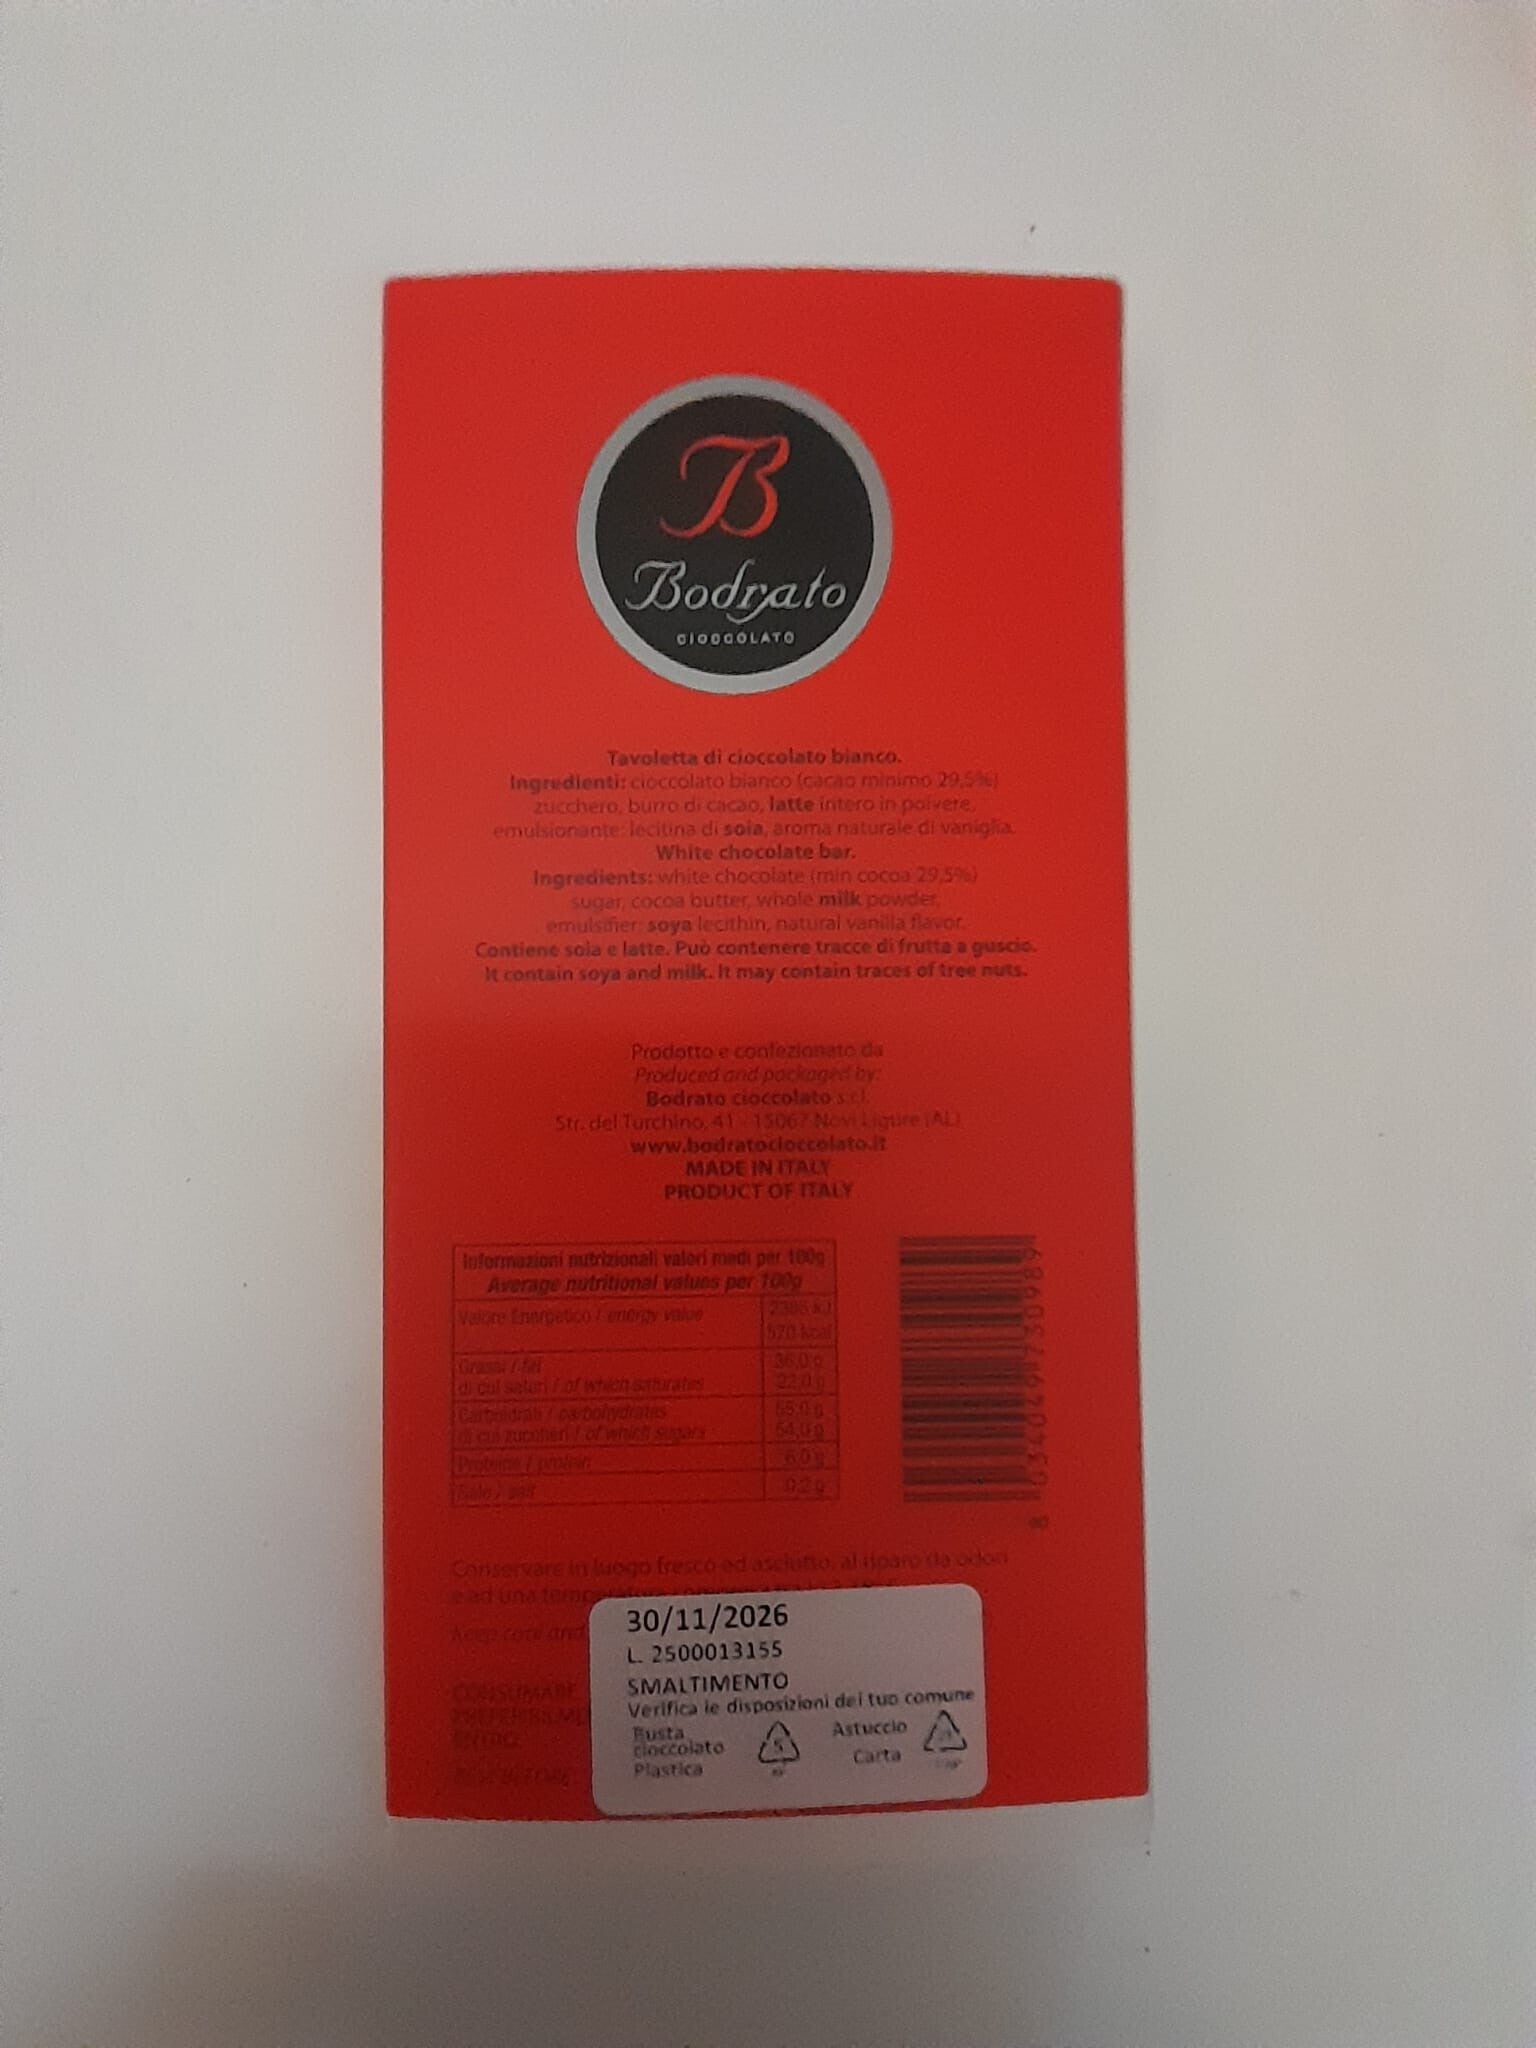 B
Bodrato
CIOCCOLATO
Tavoletta di cioccolato bianco.
Ingredienti: cioccolato bianco (cacao minimo 29,5%)
zucchero, burro di cacao, latte intero in polvere,
emulsionante: lecitina di soia, aroma naturale di vaniglia.
White chocolate bar.
Ingredients: white chocolate (min cocoa 29,5%)
sugar, cocoa butter, whole milk powder,
emulsifier: soya lecithin, natural vanilla flavor.
Contiene soia e latte. Può contenere tracce di frutta a guscio.
It contain soya and milk. It may contain traces of tree nuts.
Prodotto e confezionato da
Produced and packaged by:
Bodrato cioccolato s.r.l.
Str. del Turchino, 41 - 15067 Novi Ligure (AL)
www.bodratocioccolato.it
MADE IN ITALY
PRODUCT OF ITALY
Informazioni nutrizionali valori medi per 100g
Average nutritional values per 100g
Valore Energetico / energy value
570 kcal
Grassi / fat 36,0 g
di cui saturi / of which saturates 22,0 g
Carboidrati / carbohydrates 55,0 g
di cui zuccheri / of which sugars 54,0 g
Proteine / protein 6,0 g
Sale / salt 0,2 g
Conservare in luogo fresco ed asciutto, al riparo da odori
e ad una
Keep cool and
CONSUMARE
ENTRO
30/11/2026
L. 2500013155
SMALTIMENTO
Verifica le disposizioni del tuo comune
Busta
cioccolato
Plastica
5
Astuccio
Carta